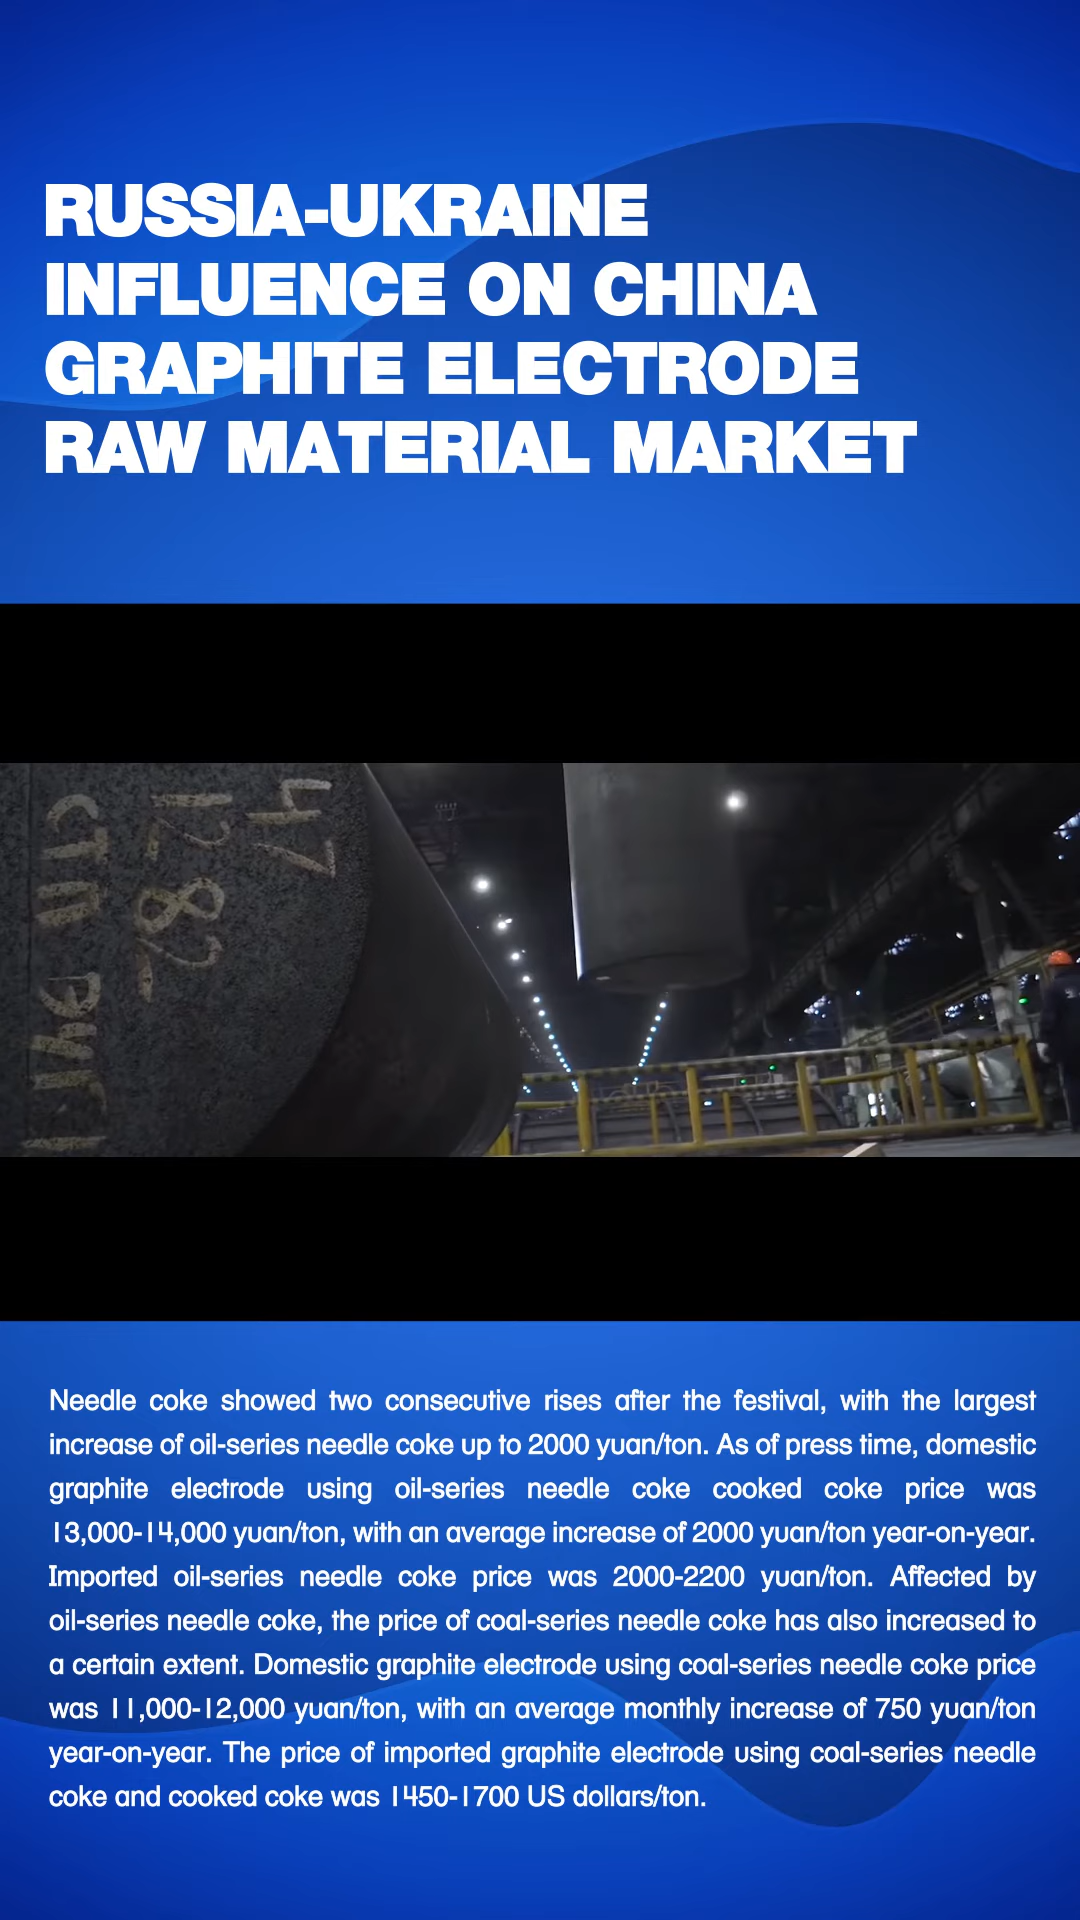 RUSSIA-UKRAINE
INFLUENCE ON CHINA
GRAPHITE ELECTRODE
RAW MATERIAL MARKET
47
12
82
Needle coke showed two consecutive rises after the festival, with the largest
increase of oil-series needle coke up to 2000 yuan/ton. As of press time, domestic
graphite electrode using oil-series needle coke cooked coke price was
13,000-14,000 yuan/ton, with an average increase of 2000 yuan/ton year-on-year.
Imported oil-series needle coke price was 2000-2200 yuan/ton. Affected by
oil-series needle coke, the price of coal-series needle coke has also increased to
a certain extent. Domestic graphite electrode using coal-series needle coke price
was 11,000-12,000 yuan/ton, with an average monthly increase of 750 yuan/ton
year-on-year. The price of imported graphite electrode using coal-series needle
coke and cooked coke was 1450-1700 US dollars/ton.